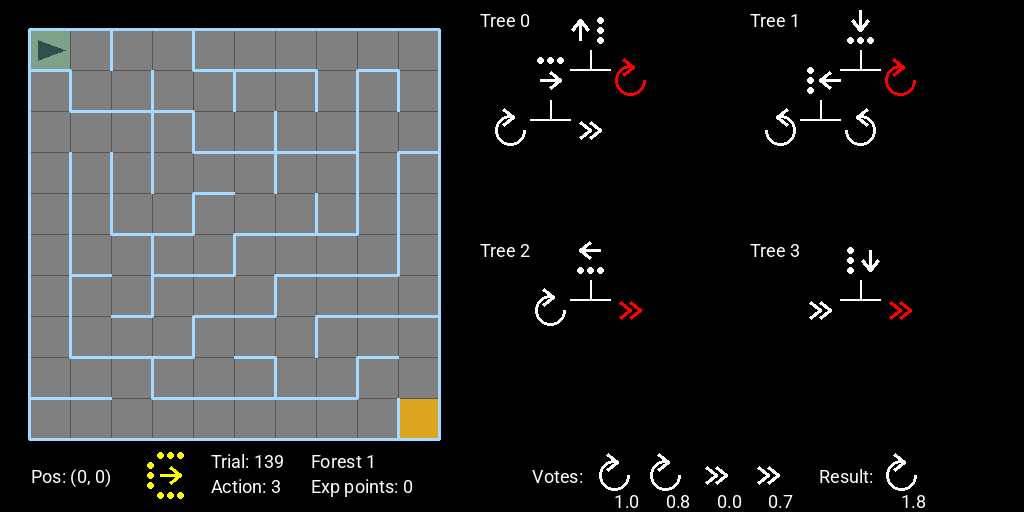 Tree 0
Tree 1
Tree 2
Tree 3
Pos: (0, 0)
Trial: 139
Forest 1
Action: 3
Exp points: 0
Votes:
1.0
0.8
0.0
0.7
Result:
1.8